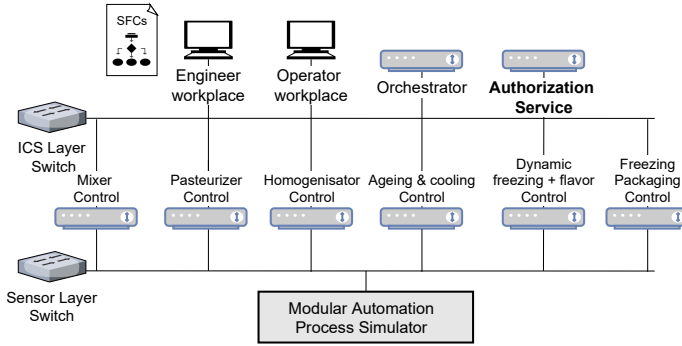 SFCs
Engineer
workplace
Operator
workplace
Orchestrator
Authorization
Service
ICS Layer
Switch
Mixer
Control
Pasteurizer
Control
Homogenisator
Control
Ageing & cooling
Control
Dynamic
freezing + flavor
Control
Freezing
Packaging
Control
Sensor Layer
Switch
Modular Automation
Process Simulator